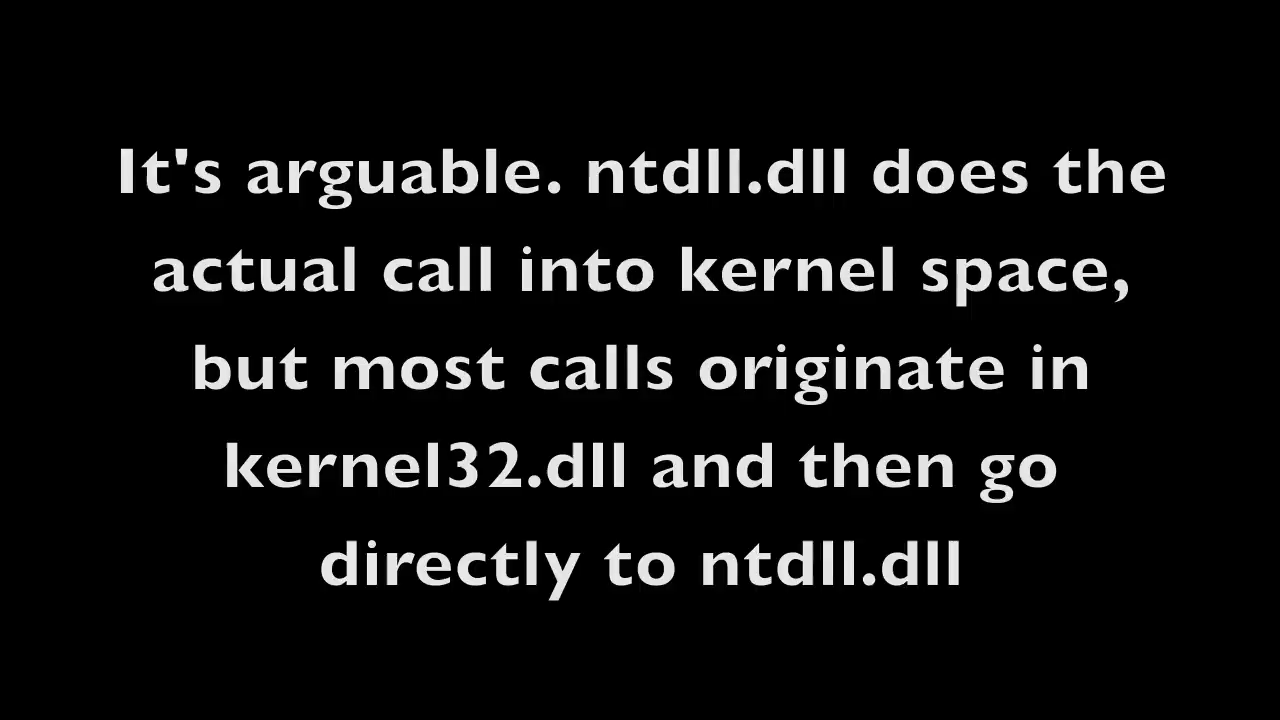 It's arguable. ntdll.dll does the
actual call into kernel space,
but most calls originate in
kernel32.dll and then go
directly to ntdll.dll